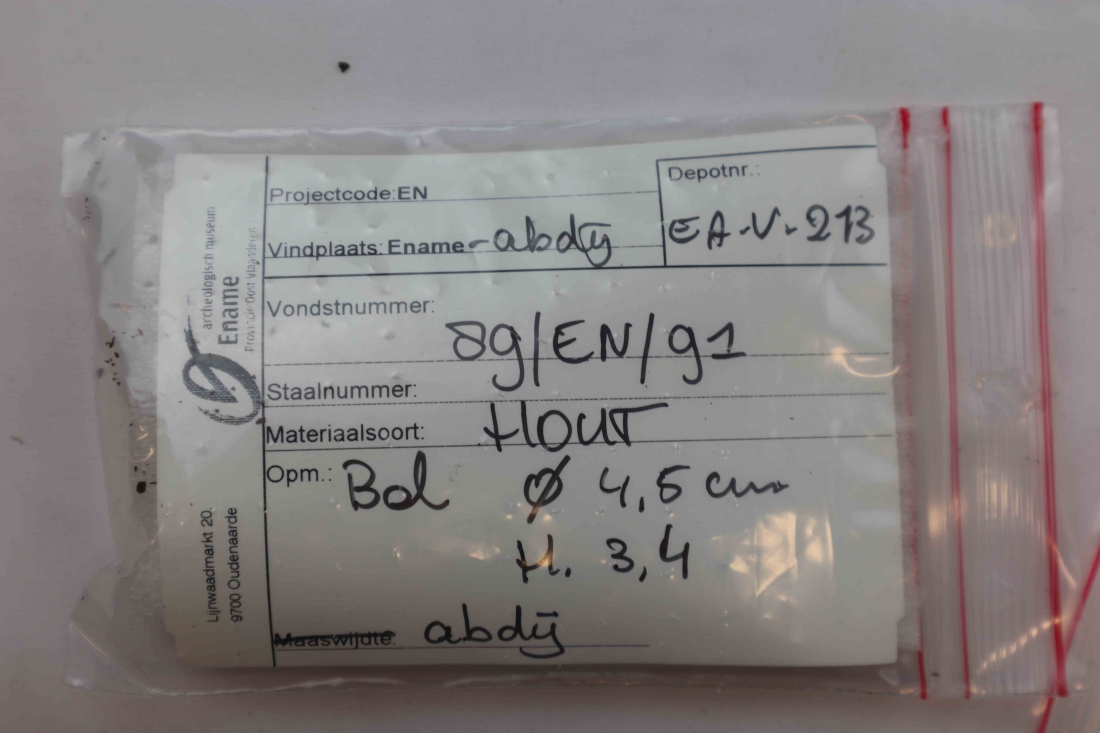 archeologisch museum
Ename
Provincie Oost-Vlaanderen
Lijnwaadmarkt 20
9700 Oudenaarde
Projectcode: EN
Depotnr.:
EA-V-213
Vindplaats: Ename-abdij
Vondstnummer:
89/EN/91
Staalnummer:
Materiaalsoort: HOUT
Opm.: Bol Ø 4,5 cm
H. 3,4
Maaswijdte: abdij